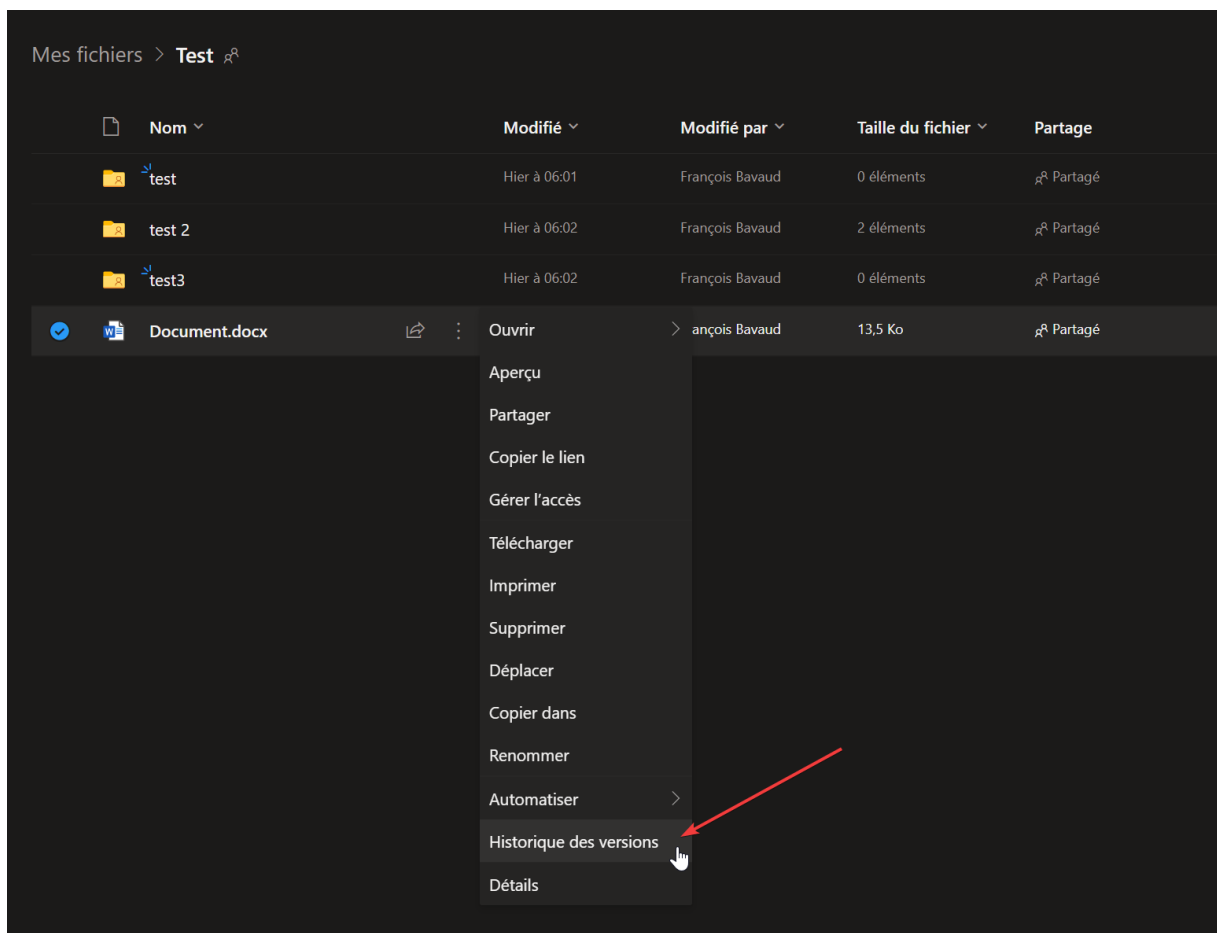 Mes fichiers > Test
Nom Modifié Modifié par Taille du fichier Partage
test Hier à 06:01 François Bavaud 0 éléments Partagé
test 2 Hier à 06:02 François Bavaud 2 éléments Partagé
test3 Hier à 06:02 François Bavaud 0 éléments Partagé
Document.docx Ouvrir ançois Bavaud 13,5 Ko Partagé
Aperçu
Partager
Copier le lien
Gérer l'accès
Télécharger
Imprimer
Supprimer
Déplacer
Copier dans
Renommer
Automatiser
Historique des versions
Détails